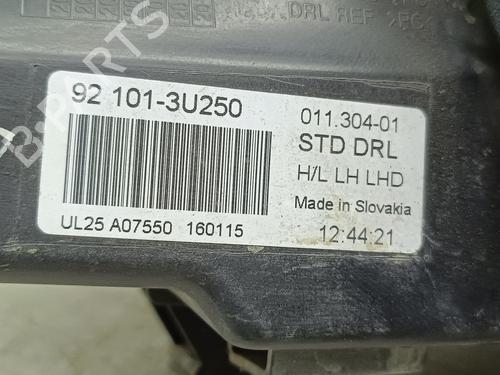 DRL REF
92 101-3U250
011.304-01
STD DRL
H/L LH LHD
Made in Slovakia
UL25 A07550 160115
12:44:21
B-PARTS